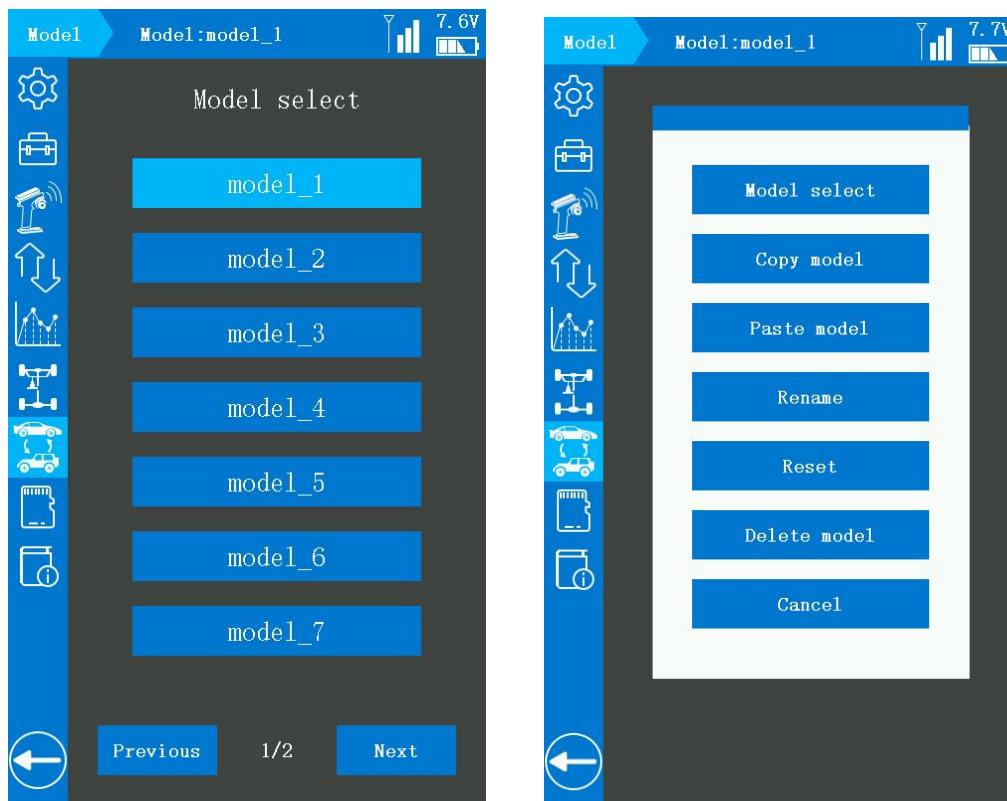 Model Model:model_1 7.6V
Model select
model_1
model_2
model_3
model_4
model_5
model_6
model_7
Previous 1/2 Next
Model Model:model_1 7.7V
Model select
Copy model
Paste model
Rename
Reset
Delete model
Cancel